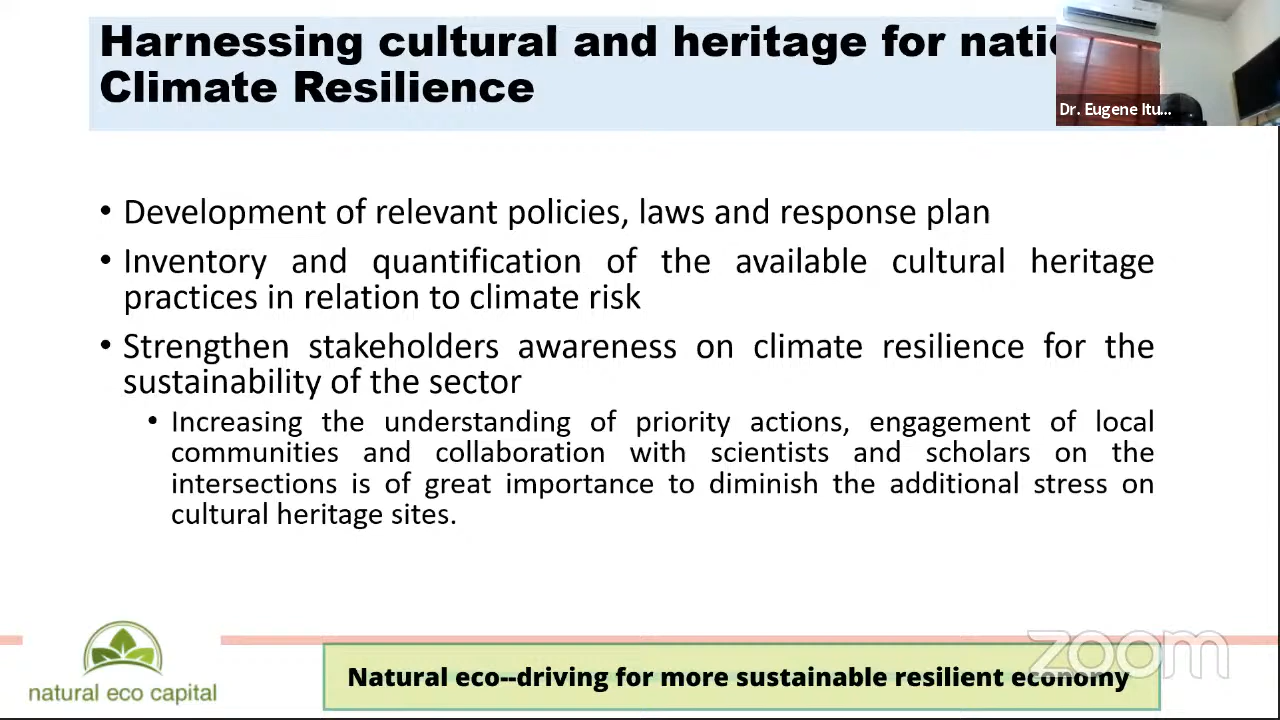 Harnessing cultural and heritage for natio
Climate Resilience
Dr. Eugene Itu...
• Development of relevant policies, laws and response plan
• Inventory and quantification of the available cultural heritage
practices in relation to climate risk
• Strengthen stakeholders awareness on climate resilience for the
sustainability of the sector
• Increasing the understanding of priority actions, engagement of local
communities and collaboration with scientists and scholars on the
intersections is of great importance to diminish the additional stress on
cultural heritage sites.
natural eco capital
Natural eco--driving for more sustainable resilient economy
zoom